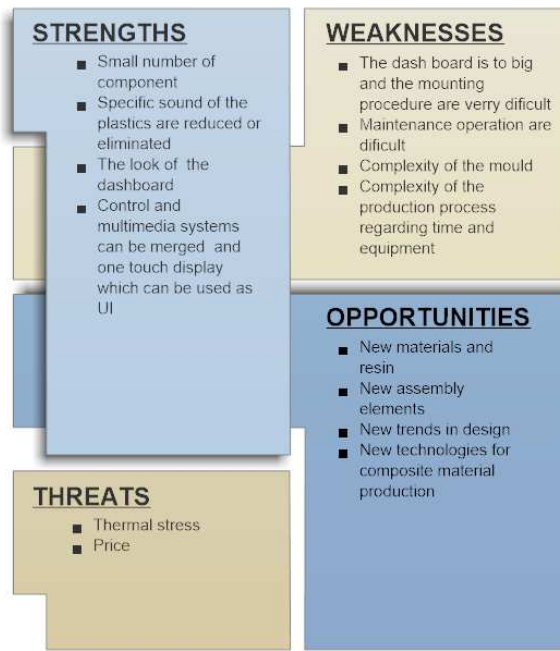 STRENGTHS
■ Small number of
component
■ Specific sound of the
plastics are reduced or
eliminated
■ The look of the
dashboard
■ Control and
multimedia systems
can be merged and
one touch display
which can be used as
UI
WEAKNESSES
■ The dash board is to big
and the mounting
procedure are verry dificult
■ Maintenance operation are
dificult
■ Complexity of the mould
■ Complexity of the
production process
regarding time and
equipment
OPPORTUNITIES
■ New materials and
resin
■ New assembly
elements
■ New trends in design
■ New technologies for
composite material
production
THREATS
■ Thermal stress
■ Price